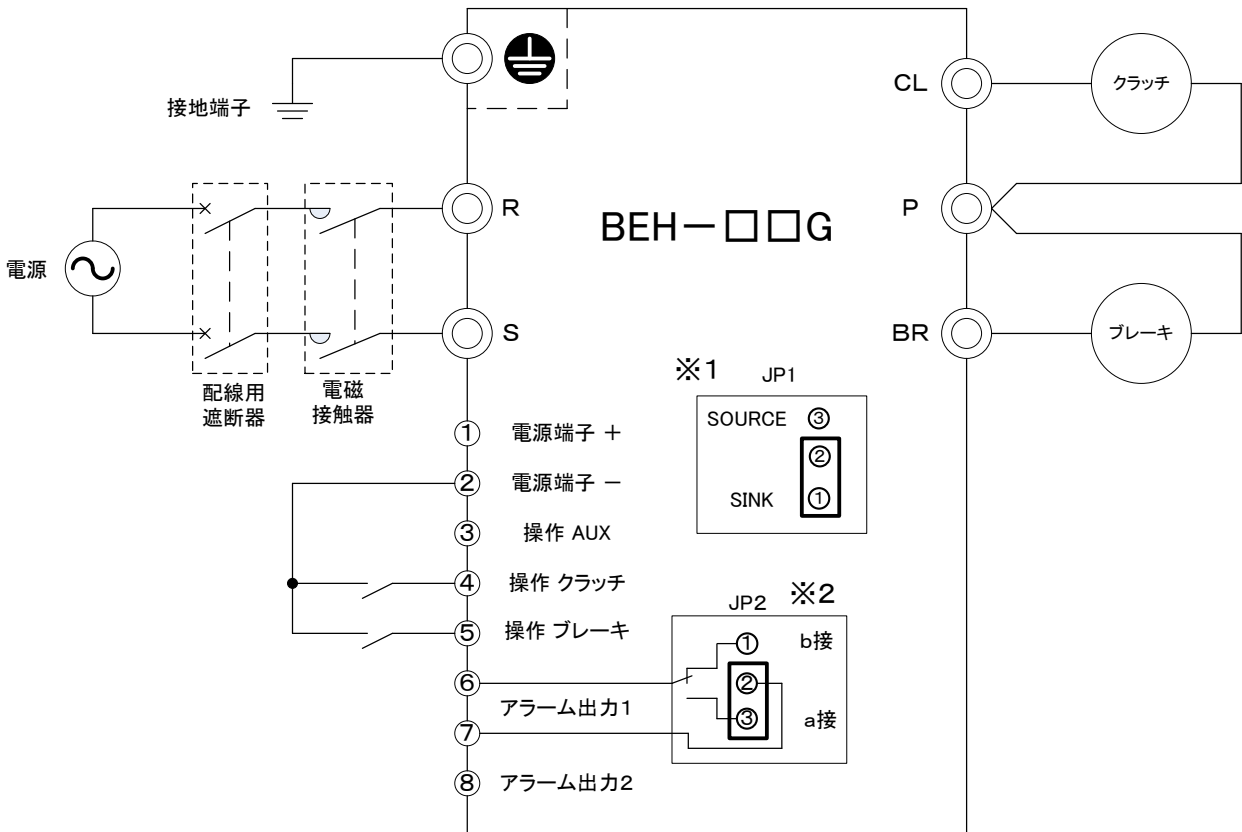 接地端子
電源
配線用
遮断器
電磁
接触器
R
S
BEH－□□G
CL
P
BR
クラッチ
ブレーキ
① 電源端子 ＋
② 電源端子 －
③ 操作 AUX
④ 操作 クラッチ
⑤ 操作 ブレーキ
⑥
アラーム出力1
⑦
⑧ アラーム出力2
※1 JP1
SOURCE ③
②
SINK ①
JP2 ※2
① b接
②
③ a接